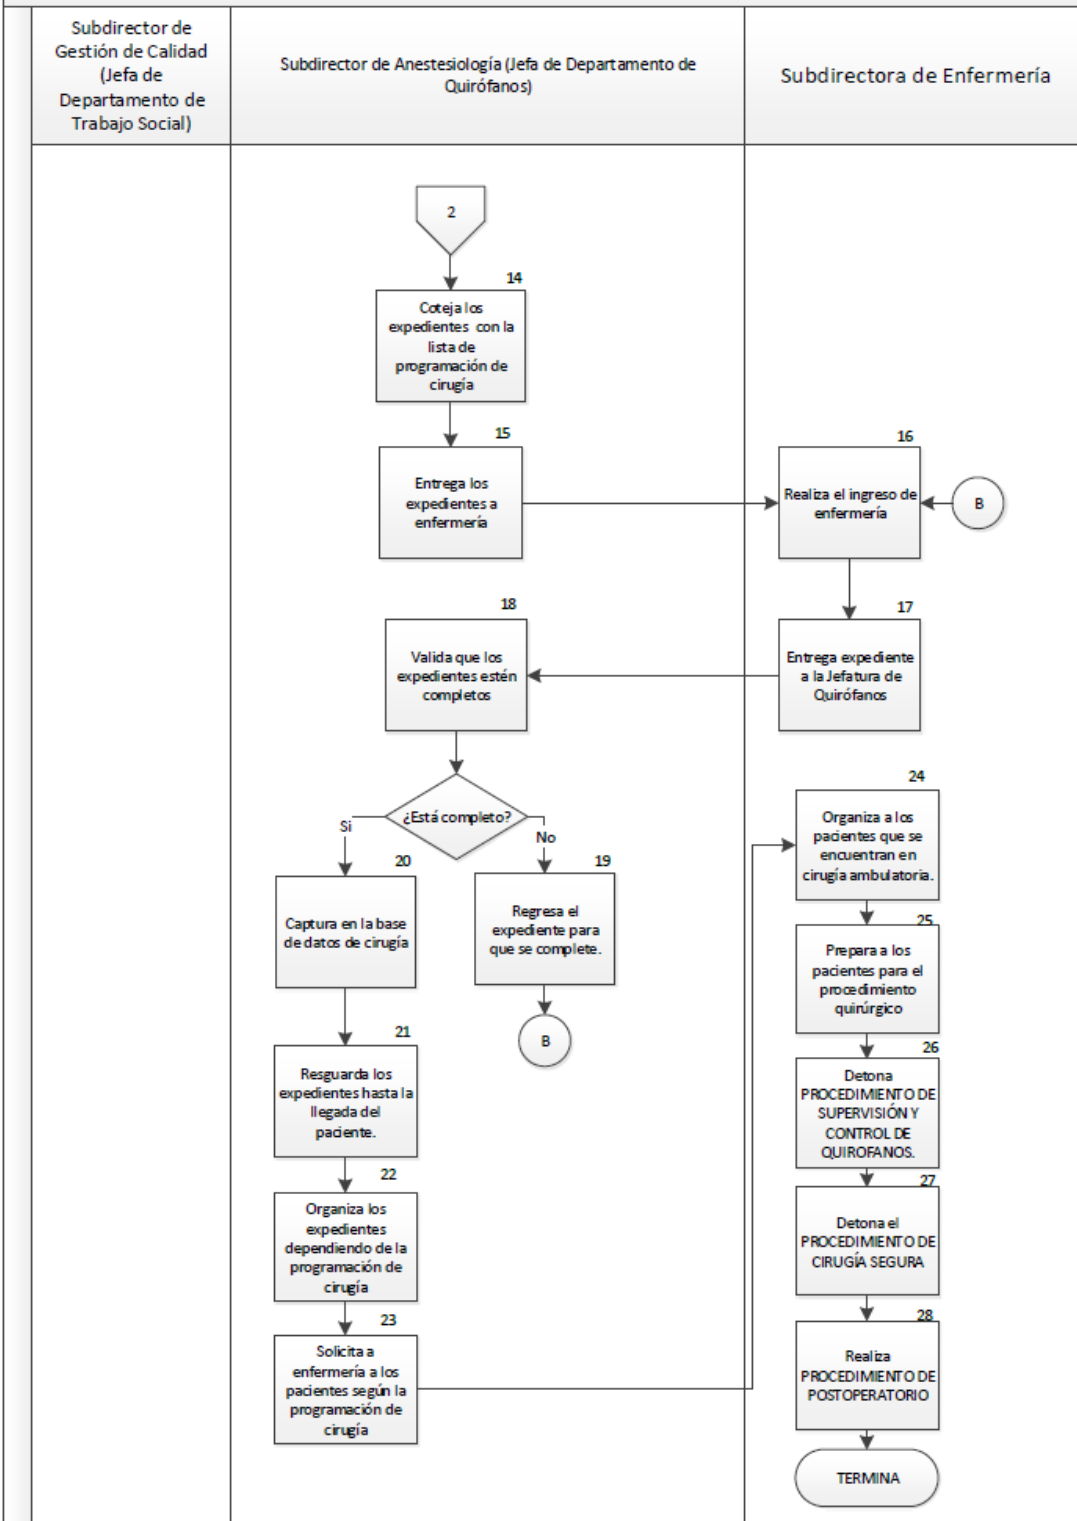 Subdirector de
Gestión de Calidad
(Jefa de
Departamento de
Trabajo Social)
Subdirector de Anestesiología (Jefa de Departamento de
Quirófanos)
Subdirectora de Enfermería
2
14
Coteja los
expedientes con la
lista de
programación de
cirugía
15
Entrega los
expedientes a
enfermería
16
Realiza el ingreso de
enfermería
B
17
Entrega expediente
a la Jefatura de
Quirófanos
18
Valida que los
expedientes estén
completos
¿Está completo?
Si
No
19
Regresa el
expediente para
que se complete.
B
20
Captura en la base
de datos de cirugía
21
Resguarda los
expedientes hasta la
llegada del
paciente.
22
Organiza los
expedientes
dependiendo de la
programación de
cirugía
23
Solicita a
enfermería a los
pacientes según la
programación de
cirugía
24
Organiza a los
pacientes que se
encuentran en
cirugía ambulatoria.
25
Prepara a los
pacientes para el
procedimiento
quirúrgico
26
Detona
PROCEDIMIENTO DE
SUPERVISIÓN Y
CONTROL DE
QUIROFANOS.
27
Detona el
PROCEDIMIENTO DE
CIRUGÍA SEGURA
28
Realiza
PROCEDIMIENTO DE
POSTOPERATORIO
TERMINA